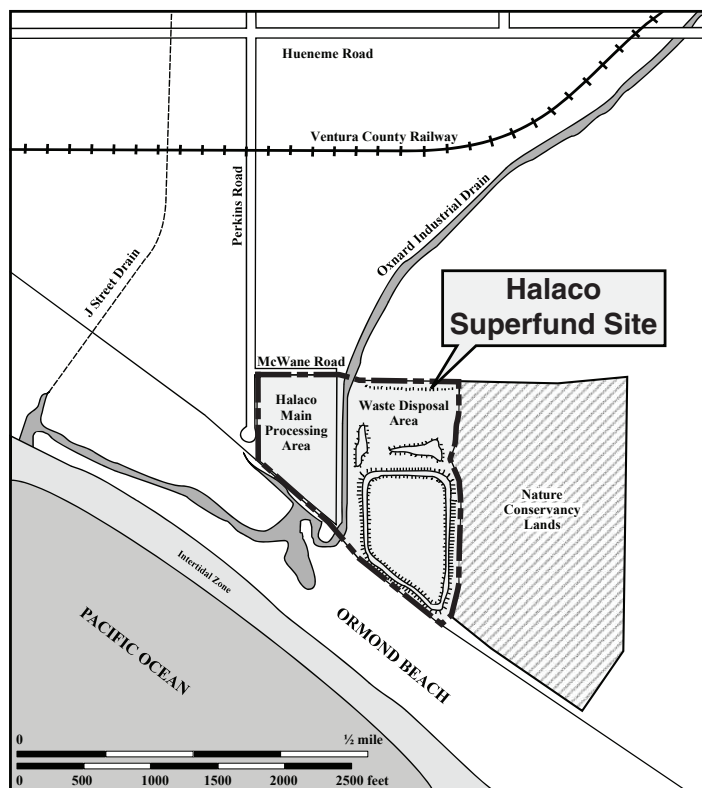 Hueneme Road
Ventura County Railway
Perkins Road
Oxnard Industrial Drain
J Street Drain
Halaco
Superfund Site
McWane Road
Halaco
Main
Processing
Area
Waste Disposal
Area
Nature
Conservancy
Lands
Intertidal Zone
PACIFIC OCEAN
ORMOND BEACH
0 ½ mile
0 500 1000 1500 2000 2500 feet